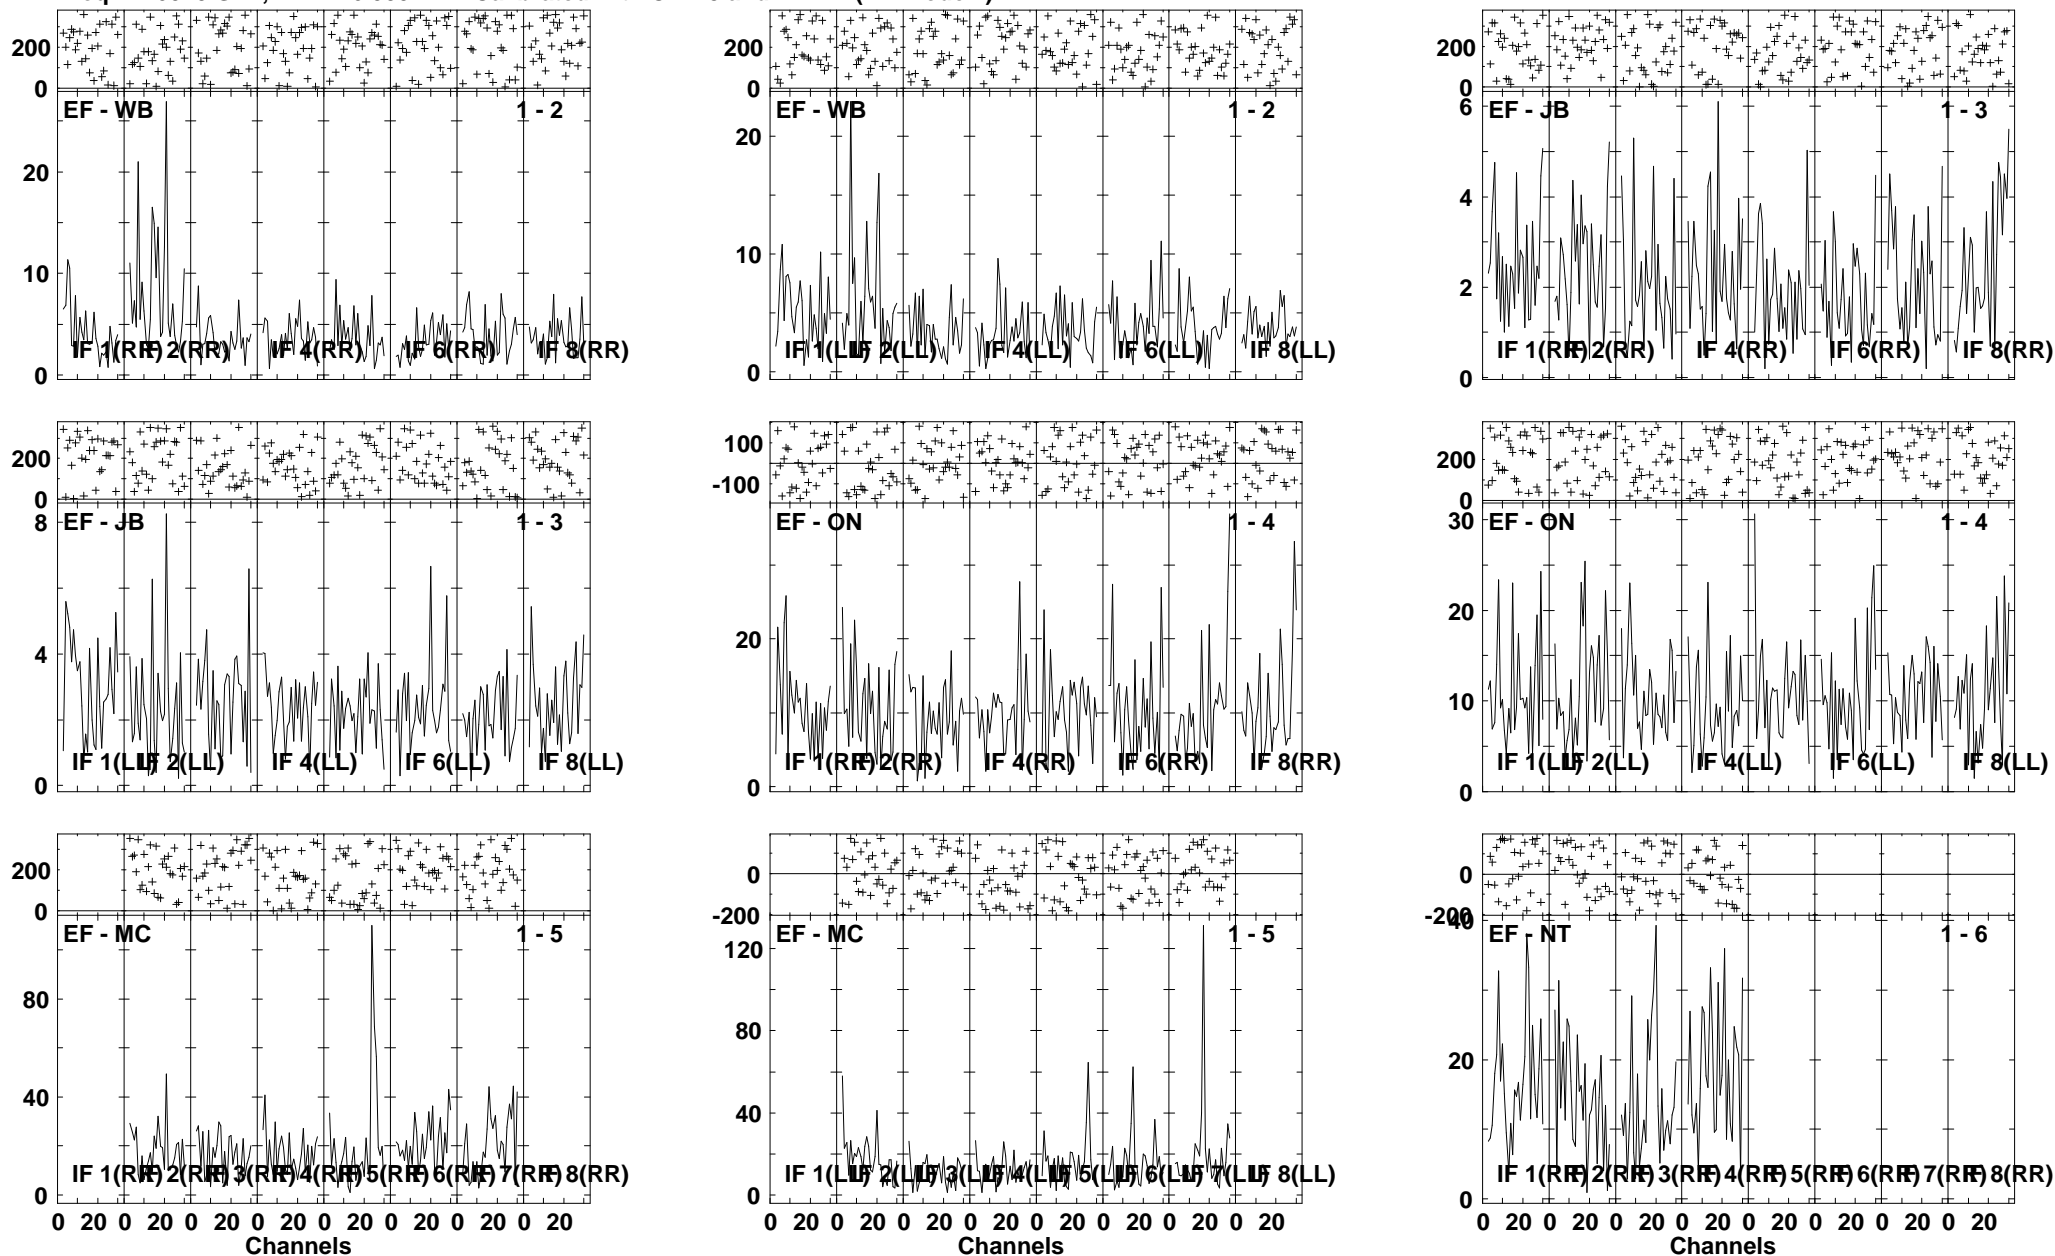 200
0
EF - WB 1 - 2
20
10
0
IF 1(RR) IF 2(RR) IF 4(RR) IF 6(RR) IF 8(RR)
200
0
EF - WB 1 - 2
20
10
0
IF 1(LL) IF 2(LL) IF 4(LL) IF 6(LL) IF 8(LL)
200
0
6
EF - JB 1 - 3
4
2
0
IF 1(RR) IF 2(RR) IF 4(RR) IF 6(RR) IF 8(RR)
200
0
8
EF - JB 1 - 3
4
0
IF 1(LL) IF 2(LL) IF 4(LL) IF 6(LL) IF 8(LL)
100
-100
EF - ON 1 - 4
20
0
IF 1(RR) IF 2(RR) IF 4(RR) IF 6(RR) IF 8(RR)
200
0
30
EF - ON 1 - 4
20
10
0
IF 1(LL) IF 2(LL) IF 4(LL) IF 6(LL) IF 8(LL)
200
0
EF - MC 1 - 5
80
40
0
IF 1(RR) IF 2(RR) IF 3(RR) IF 4(RR) IF 5(RR) IF 6(RR) IF 7(RR) IF 8(RR)
0 20 0 20 0 20 0 20 0 20 0 20 0 20 0 20
Channels
0
-200
EF - MC 1 - 5
120
80
40
0
IF 1(LL) IF 2(LL) IF 3(LL) IF 4(LL) IF 5(LL) IF 6(LL) IF 7(LL) IF 8(LL)
0 20 0 20 0 20 0 20 0 20 0 20 0 20 0 20
Channels
0
-200
40
EF - NT 1 - 6
20
0
IF 1(RR) IF 2(RR) IF 3(RR) IF 4(RR) IF 5(RR) IF 6(RR) IF 7(RR) IF 8(RR)
0 20 0 20 0 20 0 20 0 20 0 20 0 20 0 20
Channels